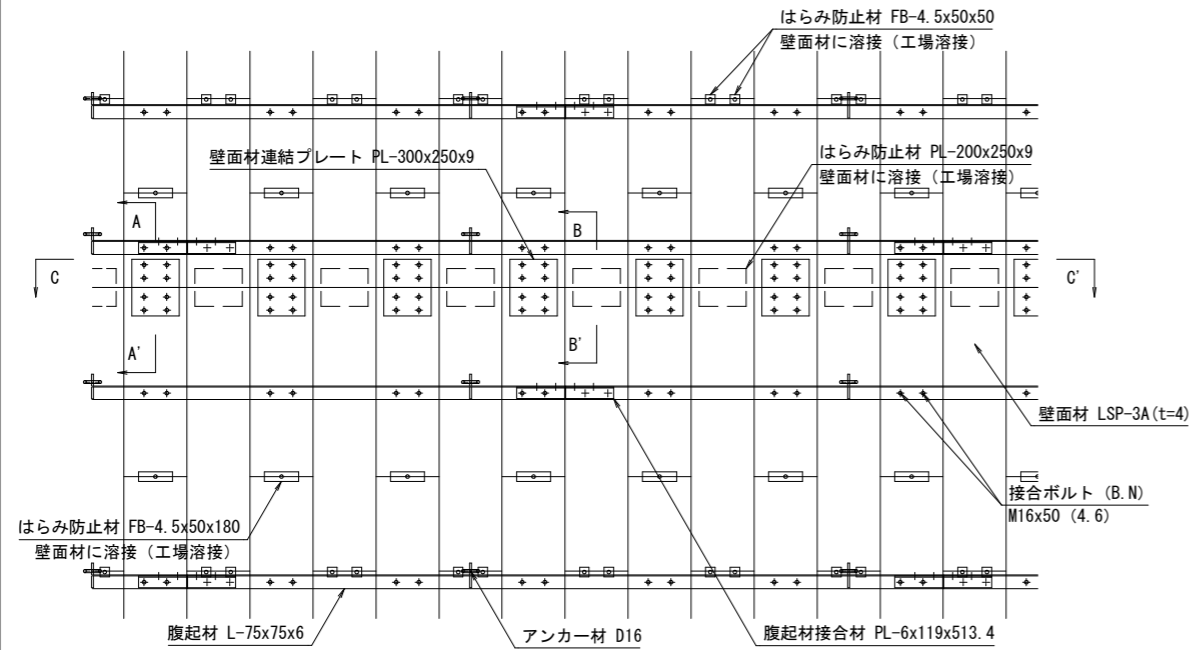 はらみ防止材 FB-4.5x50x50
壁面材に溶接（工場溶接）
壁面材連結プレート PL-300x250x9
はらみ防止材 PL-200x250x9
壁面材に溶接（工場溶接）
A
B
C
C'
A'
B'
壁面材 LSP-3A(t=4)
接合ボルト (B.N)
M16x50 (4.6)
はらみ防止材 FB-4.5x50x180
壁面材に溶接（工場溶接）
腹起材 L-75x75x6
アンカー材 D16
腹起材接合材 PL-6x119x513.4